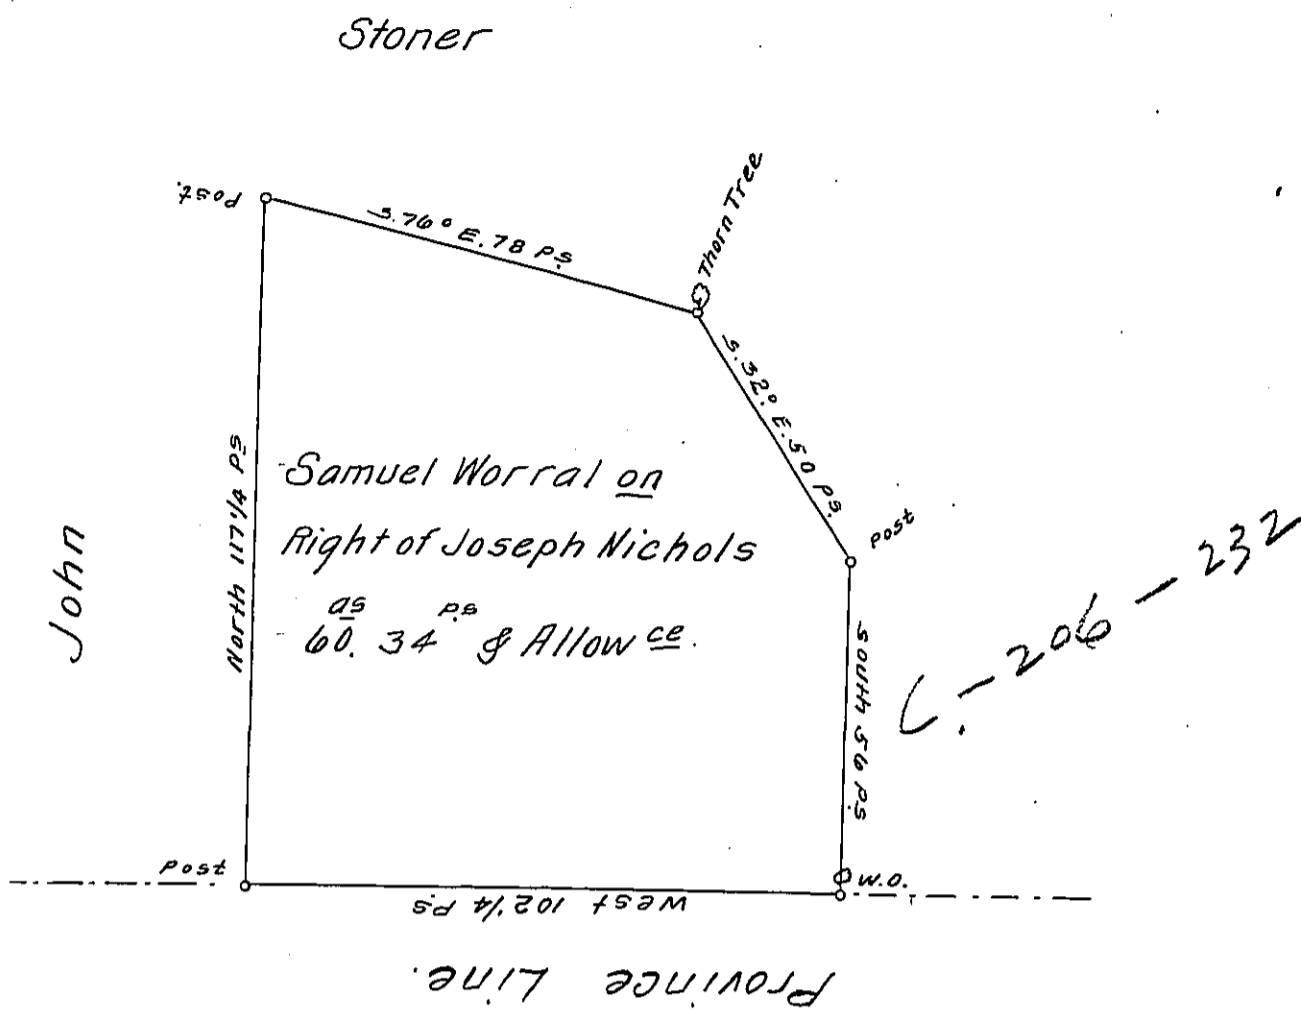 Stoner
Post.
S. 76° E. 78 Ps
Thorn Tree
S. 32° E. 50 Ps.
Post
North 117 1/4 Ps
John
Samuel Worral on
Right of Joseph Nichols
60. as 34 ps & Allow ce.
South 56 Ps
C. - 206 - 232
Post
W.O.
West 102 1/4 Ps
Province Line.